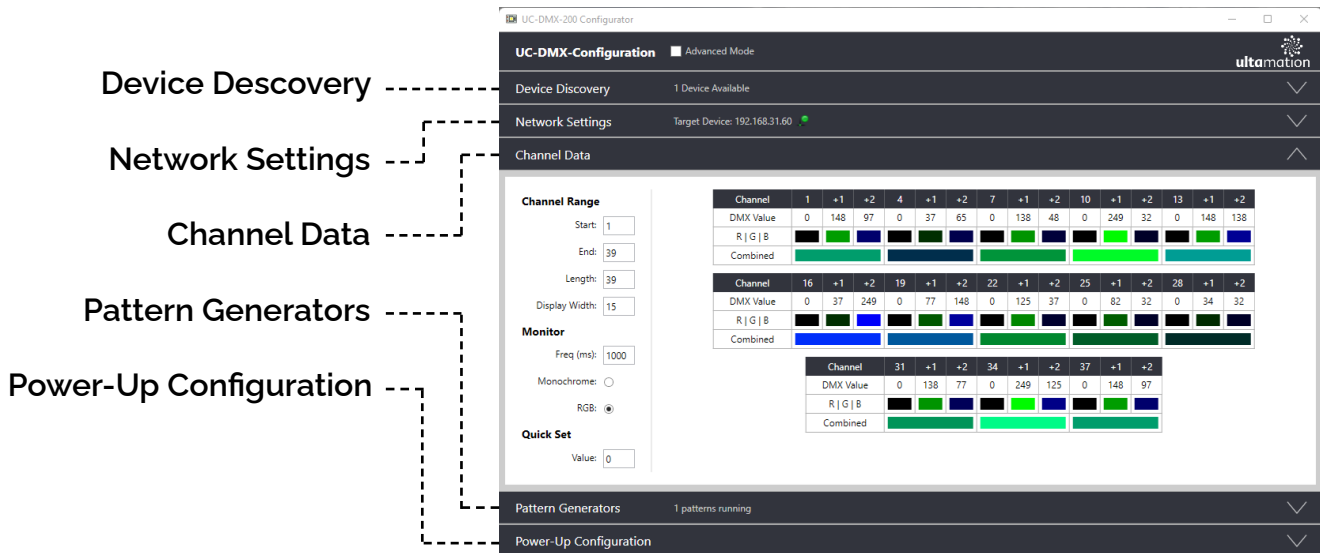 UC-DMX-200 Configurator
UC-DMX-Configuration Advanced Mode
ultamation
Device Descovery
Device Discovery 1 Device Available
Network Settings
Network Settings Target Device: 192.168.31.60
Channel Data
Channel Data
Pattern Generators
Power-Up Configuration
Channel Range
Start: 1
End: 39
Length: 39
Display Width: 15
Monitor
Freq (ms): 1000
Monochrome:
RGB:
Quick Set
Value: 0
Channel 1 +1 +2 4 +1 +2 7 +1 +2 10 +1 +2 13 +1 +2
DMX Value 0 148 97 0 37 65 0 138 48 0 249 32 0 148 138
R | G | B
Combined
Channel 16 +1 +2 19 +1 +2 22 +1 +2 25 +1 +2 28 +1 +2
DMX Value 0 37 249 0 77 148 0 125 37 0 82 32 0 34 32
R | G | B
Combined
Channel 31 +1 +2 34 +1 +2 37 +1 +2
DMX Value 0 138 77 0 249 125 0 148 97
R | G | B
Combined
Pattern Generators 1 patterns running
Power-Up Configuration